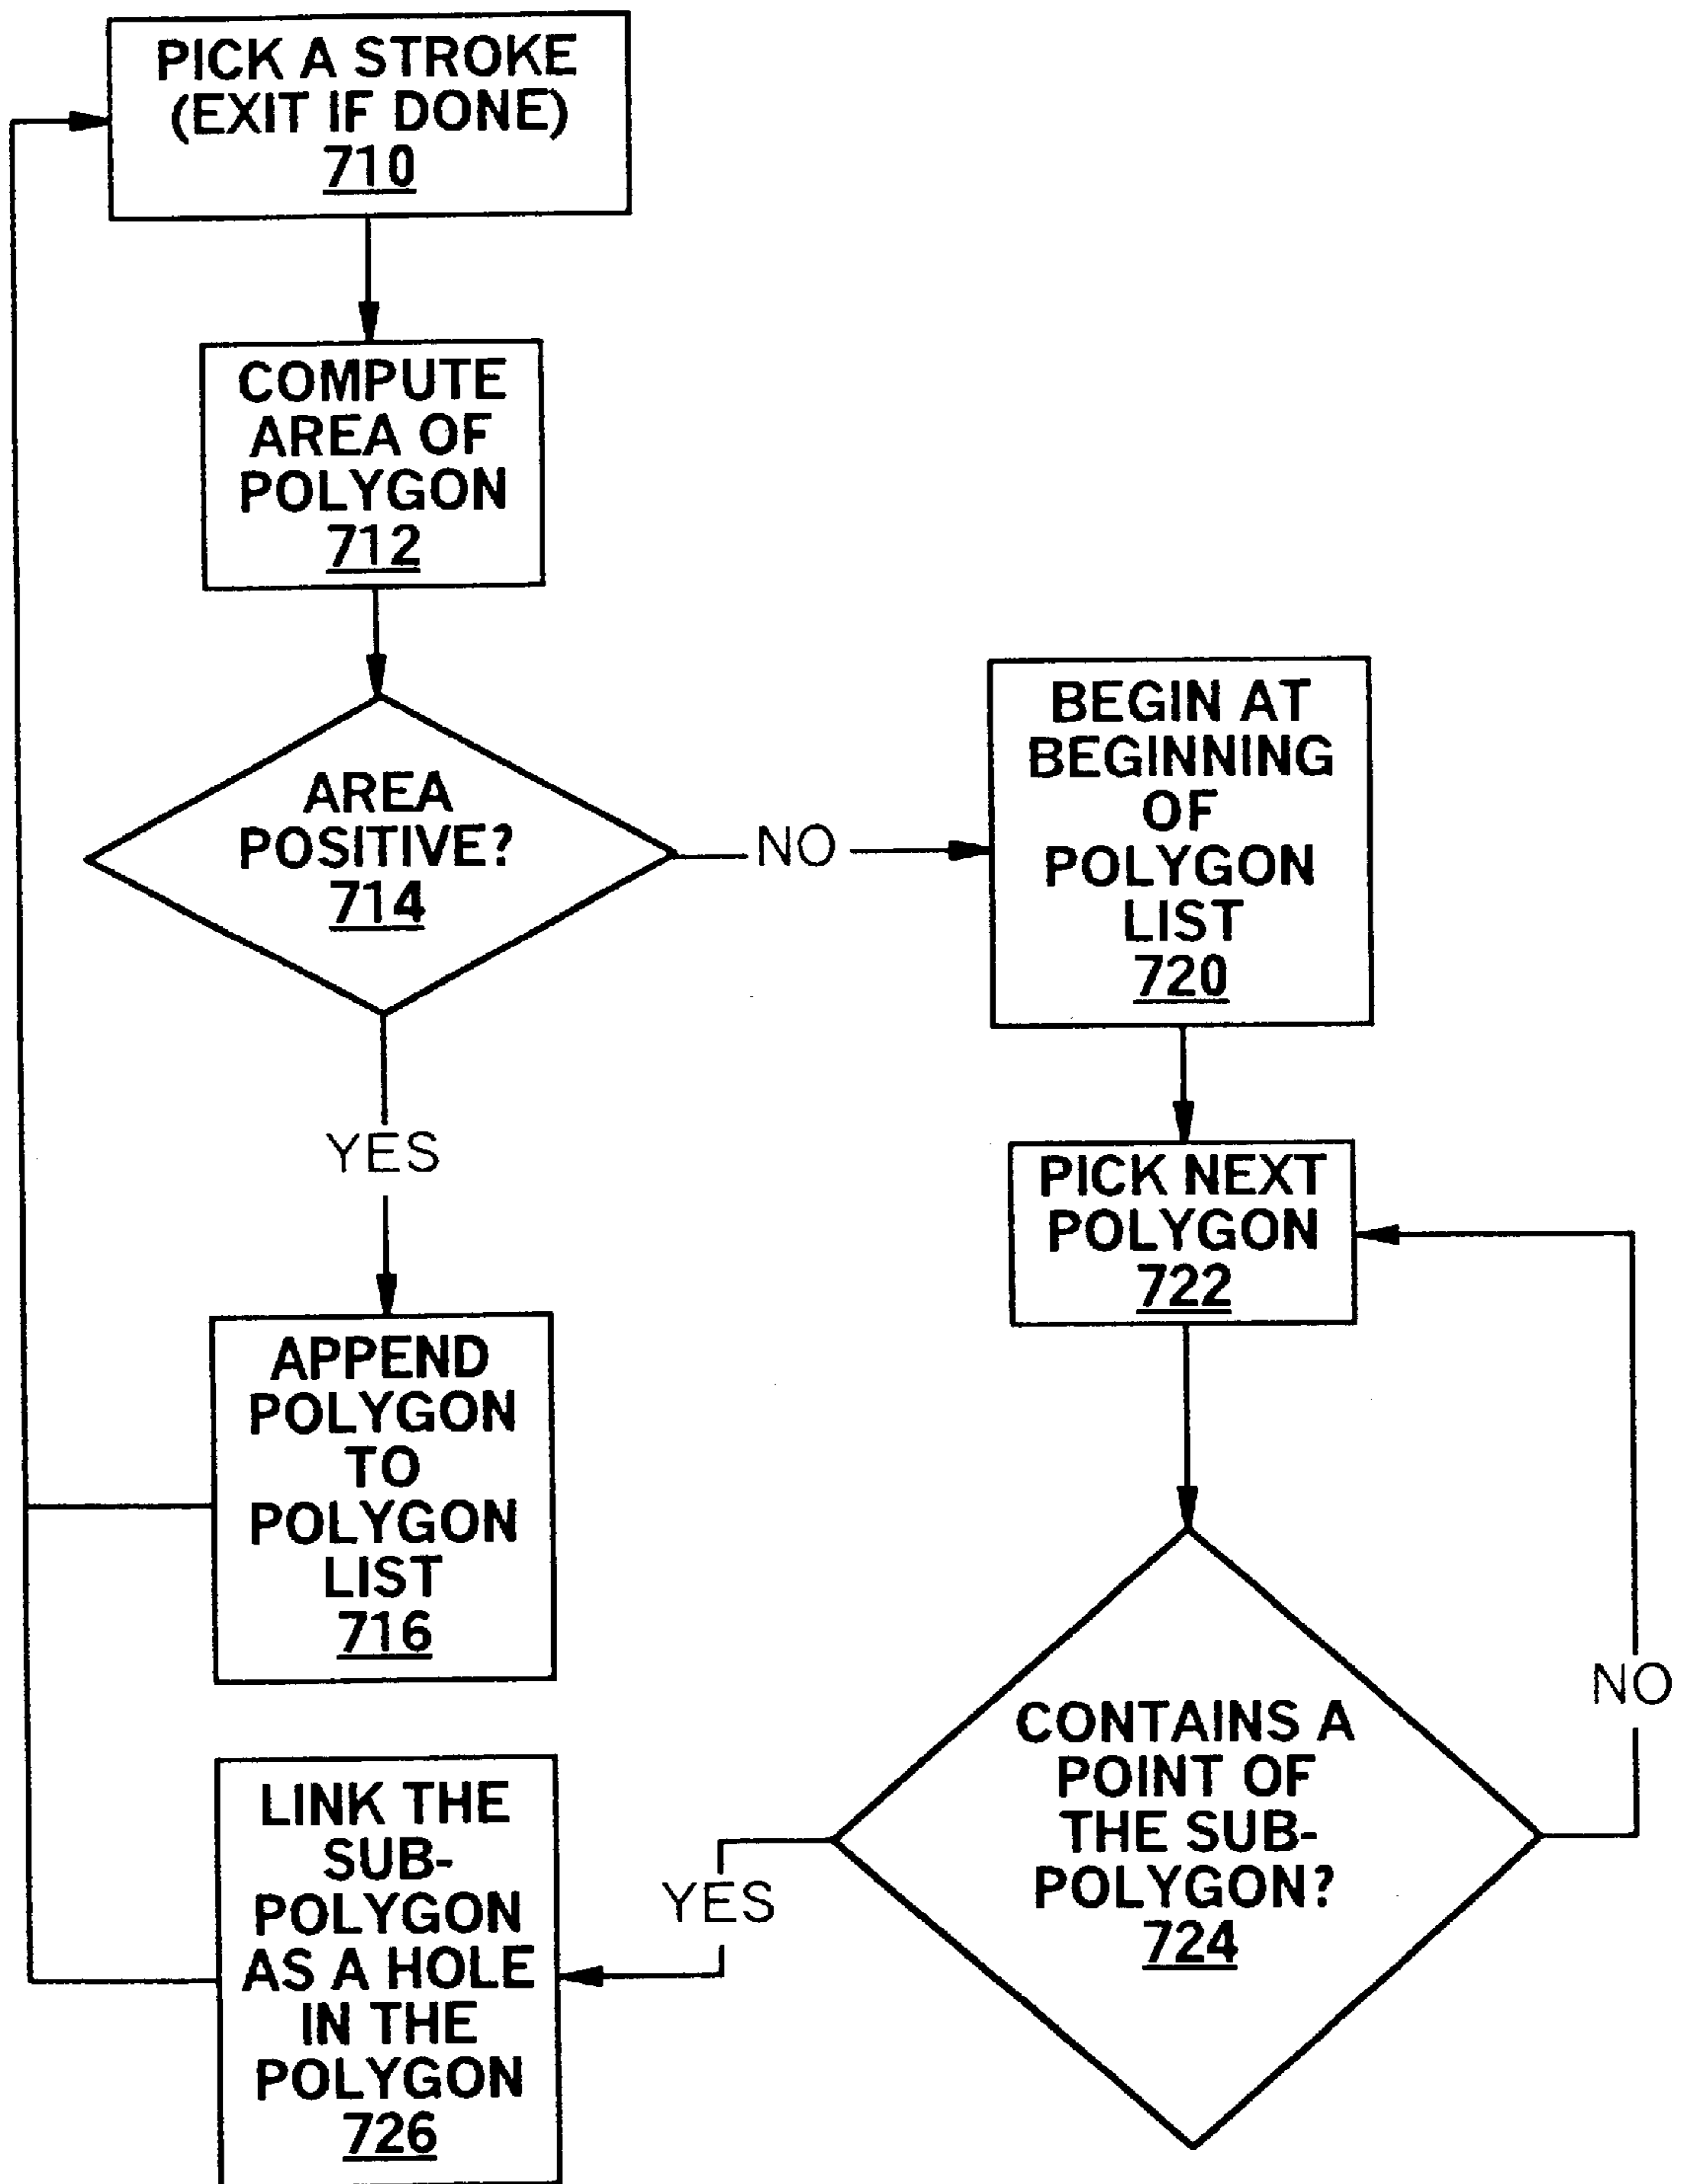 PICK A STROKE
(EXIT IF DONE)
710
COMPUTE
AREA OF
POLYGON
712
AREA
POSITIVE?
714
NO
YES
APPEND
POLYGON
TO
POLYGON
LIST
716
BEGIN AT
BEGINNING
OF
POLYGON
LIST
720
PICK NEXT
POLYGON
722
CONTAINS A
POINT OF
THE SUB-
POLYGON?
724
NO
YES
LINK THE
SUB-
POLYGON
AS A HOLE
IN THE
POLYGON
726